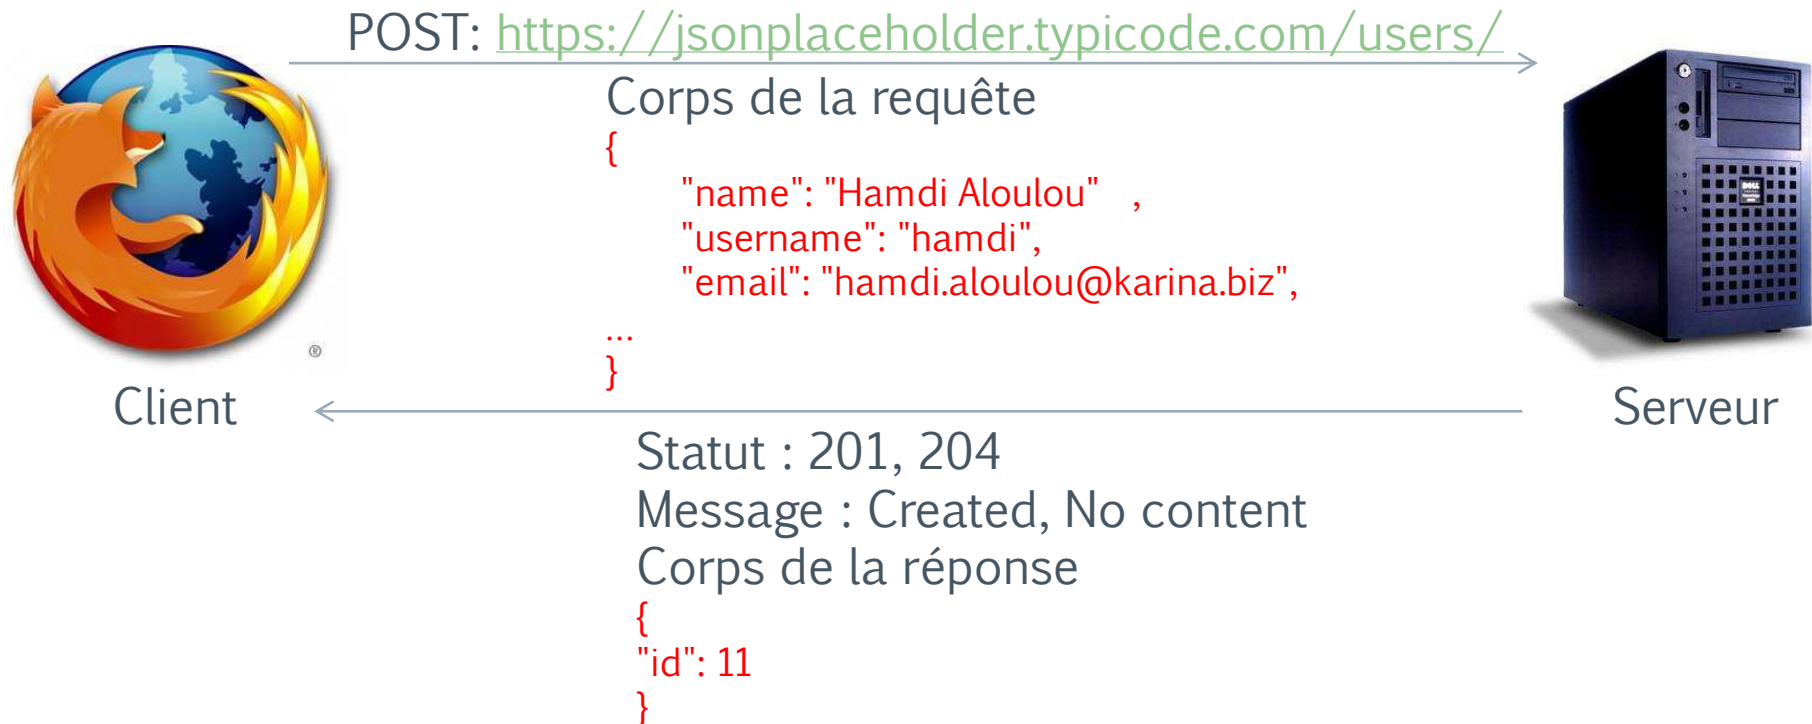 POST: https://jsonplaceholder.typicode.com/users/
Corps de la requête
{
"name": "Hamdi Aloulou" ,
"username": "hamdi",
"email": "hamdi.aloulou@karina.biz",
...
}
®
DELL
Client
Serveur
Statut : 201, 204
Message : Created, No content
Corps de la réponse
{
"id": 11
}